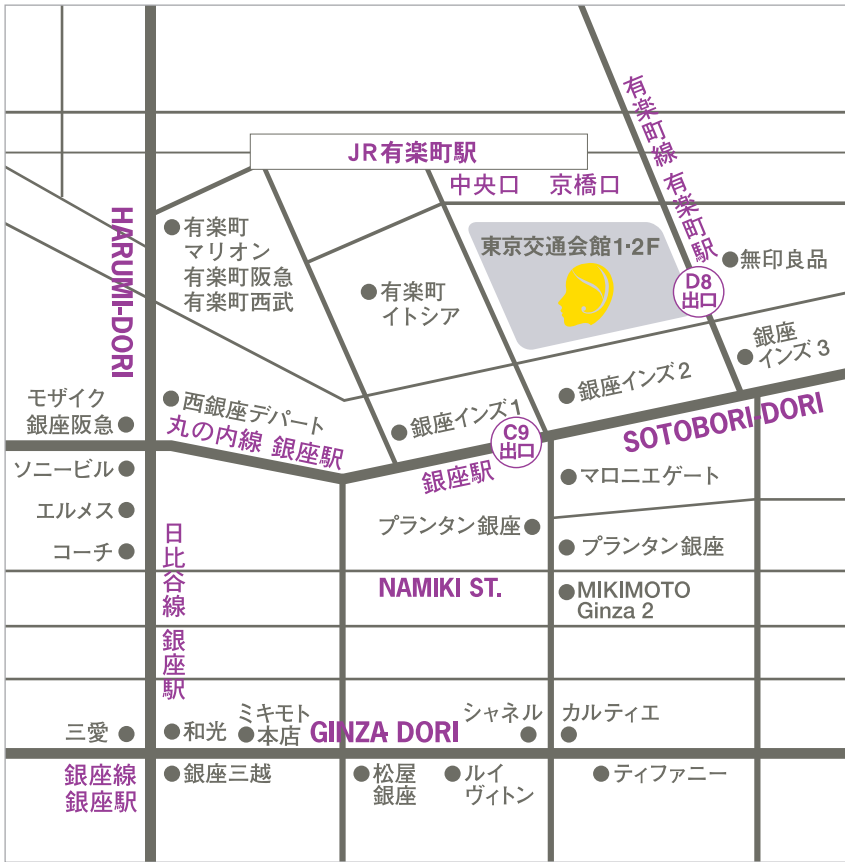 JR有楽町駅
中央口
京橋口
有楽町線 有楽町駅
HARUMI-DORI
有楽町
マリオン
有楽町阪急
有楽町西武
有楽町
イトシア
東京交通会館1・2F
D8
出口
無印良品
銀座
インズ 3
銀座インズ 2
銀座インズ 1
モザイク
銀座阪急
西銀座デパート
丸の内線 銀座駅
C9
出口
SOTOBORI-DORI
銀座駅
ソニービル
エルメス
コーチ
マロニエゲート
プランタン銀座
プランタン銀座
日比谷線 銀座駅
NAMIKI ST.
MIKIMOTO
Ginza 2
三愛
和光
ミキモト
本店
GINZA DORI
シャネル
カルティエ
銀座線
銀座駅
銀座三越
松屋
銀座
ルイ
ヴィトン
ティファニー